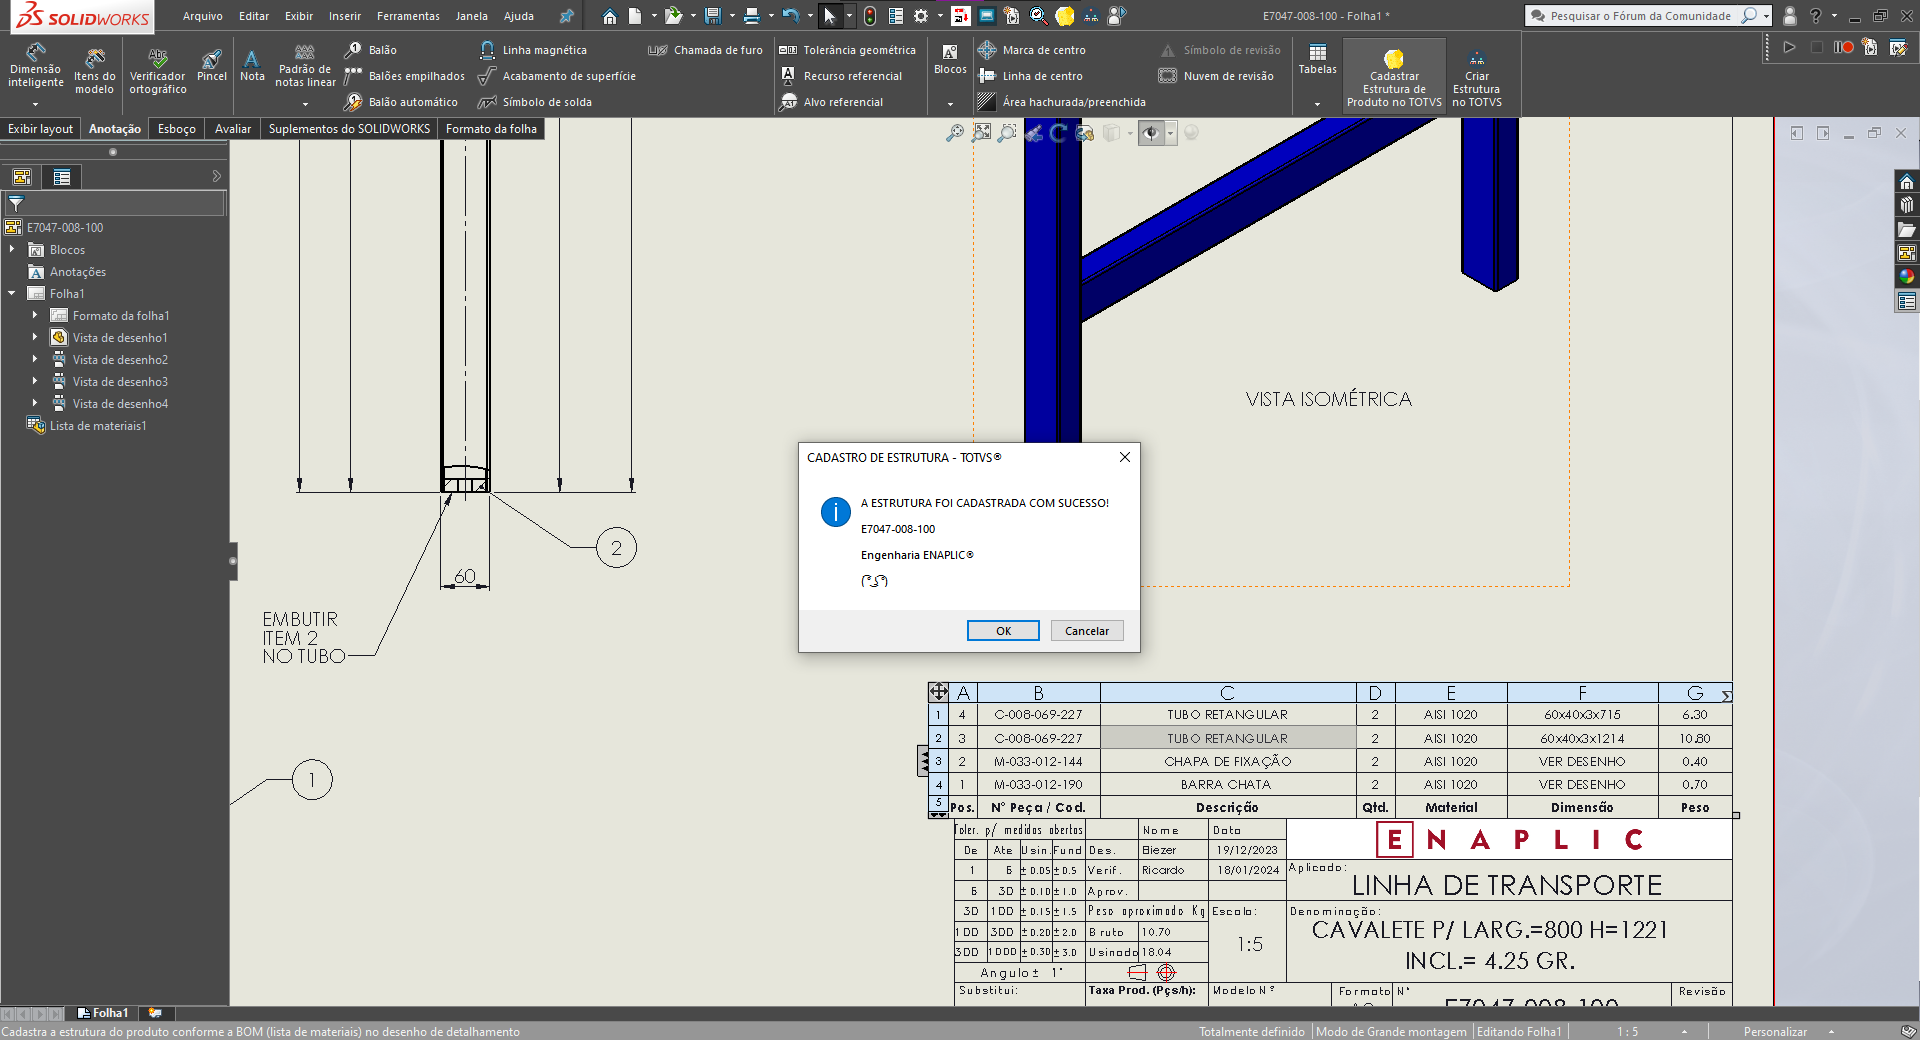 SOLIDWORKS
Arquivo
Editar
Exibir
Inserir
Ferramentas
Janela
Ajuda
E7047-008-100 - Folha1 *
Pesquisar o Fórum da Comunidade
Dimensão inteligente
Itens do modelo
Verificador ortográfico
Pincel
Nota
Padrão de notas linear
Balão
Balões empilhados
Balão automático
Linha magnética
Acabamento de superfície
Símbolo de solda
Chamada de furo
Tolerância geométrica
Recurso referencial
Alvo referencial
Blocos
Marca de centro
Linha de centro
Área hachurada/preenchida
Símbolo de revisão
Nuvem de revisão
Tabelas
Cadastrar Estrutura de Produto no TOTVS
Criar Estrutura no TOTVS
Exibir layout
Anotação
Esboço
Avaliar
Suplementos do SOLIDWORKS
Formato da folha
E7047-008-100
Blocos
Anotações
Folha1
Formato da folha1
Vista de desenho1
Vista de desenho2
Vista de desenho3
Vista de desenho4
Lista de materiais1
VISTA ISOMÉTRICA
2
60
EMBUTIR
ITEM 2
NO TUBO
1
CADASTRO DE ESTRUTURA - TOTVS®
A ESTRUTURA FOI CADASTRADA COM SUCESSO!
E7047-008-100
Engenharia ENAPLIC®
( ͡° ͜ʖ ͡°)
OK
Cancelar
A B C D E F G
1 4 C-008-069-227 TUBO RETANGULAR 2 AISI 1020 60x40x3x715 6.30
2 3 C-008-069-227 TUBO RETANGULAR 2 AISI 1020 60x40x3x1214 10.80
3 2 M-033-012-144 CHAPA DE FIXAÇÃO 2 AISI 1020 VER DESENHO 0.40
4 1 M-033-012-190 BARRA CHATA 2 AISI 1020 VER DESENHO 0.70
5 Pos. N° Peça / Cod. Descrição Qtd. Material Dimensão Peso
Toler. p/ medidas abertas Nome Data
De Ate Usin. Fund Des. Eliezer 19/12/2023
1 6 ±0.05 ±0.5 Verif. Ricardo 18/01/2024
6 30 ±0.10 ±1.0 Aprov.
30 100 ±0.15 ±1.5 Peso aproximado Kg Escala:
100 300 ±0.20 ±2.0 Bruto 10.70
300 1000 ±0.30 ±3.0 Usinado 18.04
1:5
Angulo ± 1°
Substitui:
Taxa Prod. (Pçs/h):
Modelo Nº
ENAPLIC
Aplicado:
LINHA DE TRANSPORTE
Denominação:
CAVALETE P/ LARG.=800 H=1221
INCL.= 4.25 GR.
Formato
N°
E7047-008-100
Revisão
Folha1
Cadastra a estrutura do produto conforme a BOM (lista de materiais) no desenho de detalhamento
Totalmente definido
Modo de Grande montagem
Editando Folha1
1 : 5
Personalizar